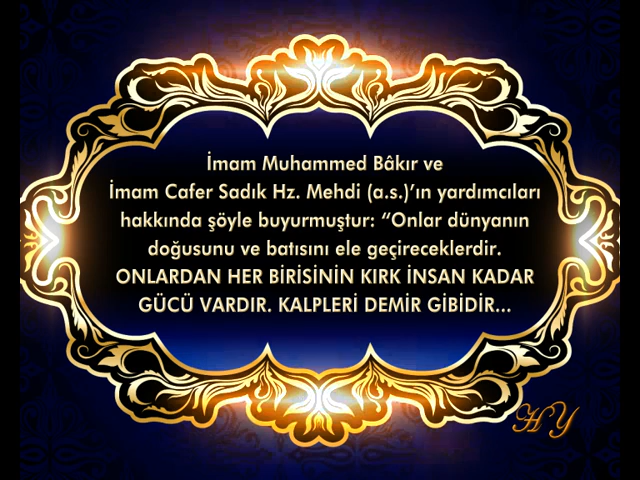 İmam Muhammed Bâkır ve
İmam Cafer Sadık Hz. Mehdi (a.s.)'ın yardımcıları
hakkında şöyle buyurmuştur: “Onlar dünyanın
doğusunu ve batısını ele geçireceklerdir.
ONLARDAN HER BİRİSİNİN KIRK İNSAN KADAR
GÜCÜ VARDIR. KALPLERİ DEMİR GİBİDİR...
HY